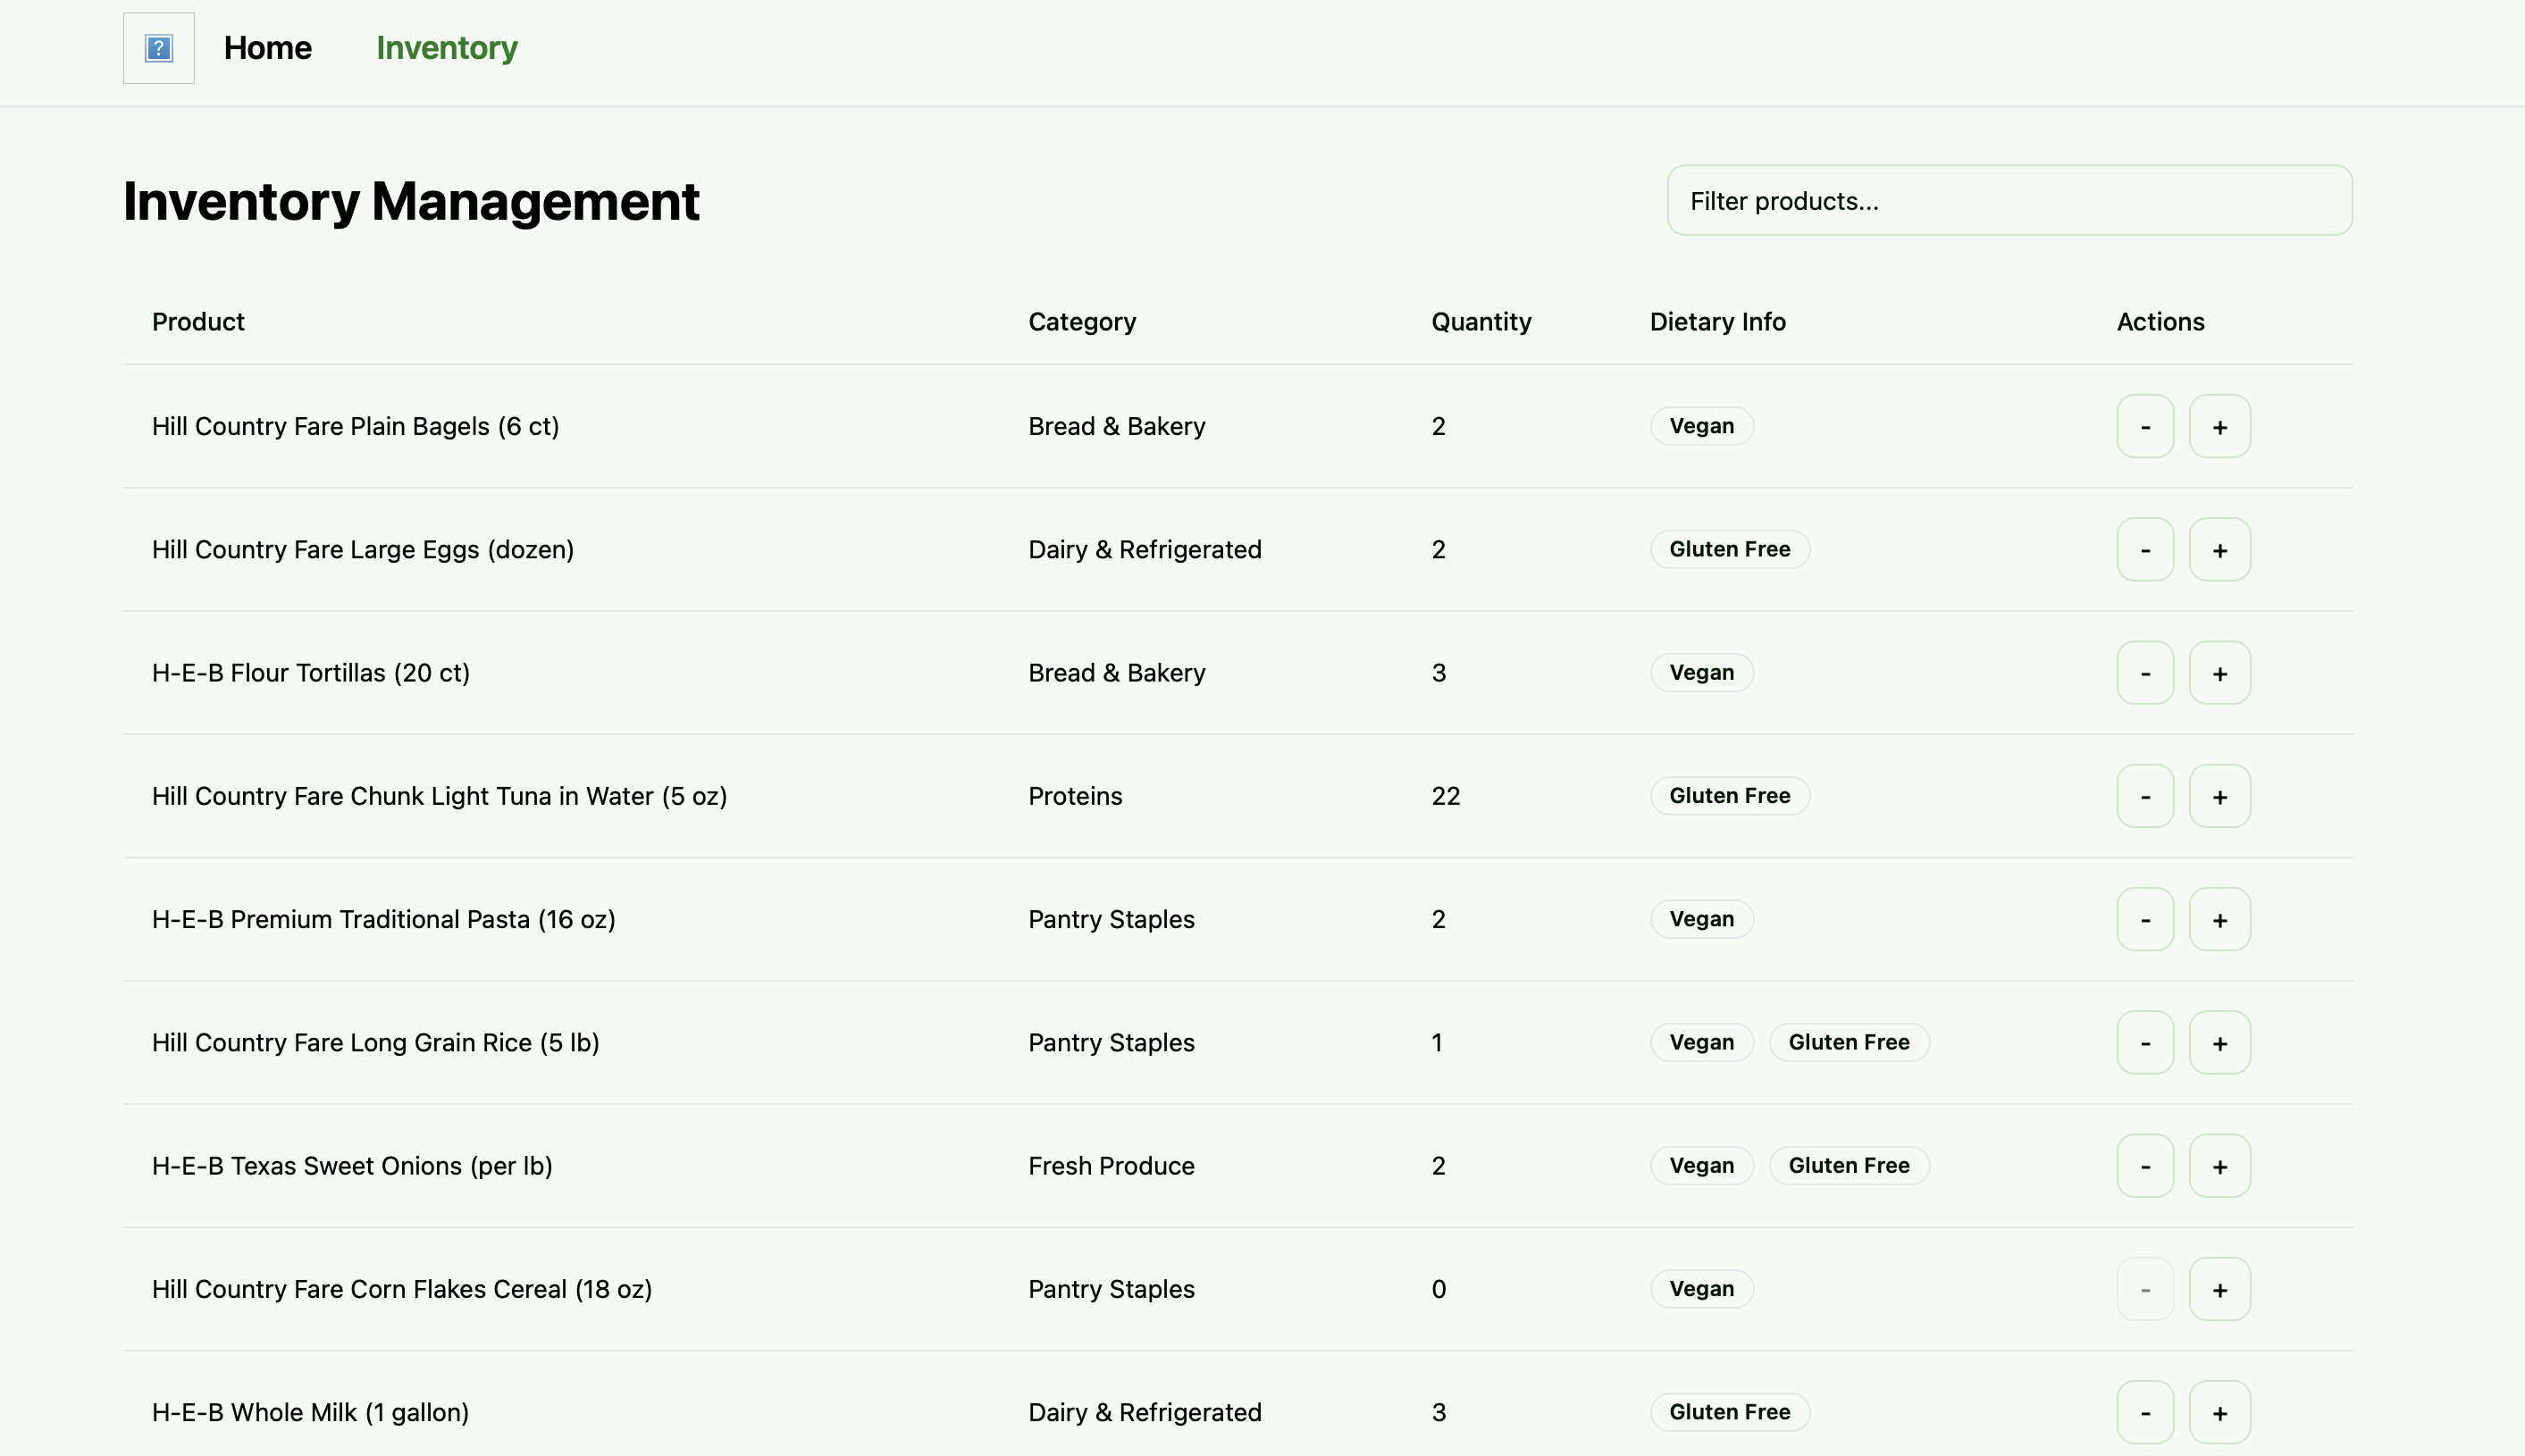 Home Inventory
Inventory Management
Filter products...
Product Category Quantity Dietary Info Actions
Hill Country Fare Plain Bagels (6 ct) Bread & Bakery 2 Vegan - +
Hill Country Fare Large Eggs (dozen) Dairy & Refrigerated 2 Gluten Free - +
H-E-B Flour Tortillas (20 ct) Bread & Bakery 3 Vegan - +
Hill Country Fare Chunk Light Tuna in Water (5 oz) Proteins 22 Gluten Free - +
H-E-B Premium Traditional Pasta (16 oz) Pantry Staples 2 Vegan - +
Hill Country Fare Long Grain Rice (5 lb) Pantry Staples 1 Vegan Gluten Free - +
H-E-B Texas Sweet Onions (per lb) Fresh Produce 2 Vegan Gluten Free - +
Hill Country Fare Corn Flakes Cereal (18 oz) Pantry Staples 0 Vegan - +
H-E-B Whole Milk (1 gallon) Dairy & Refrigerated 3 Gluten Free - +